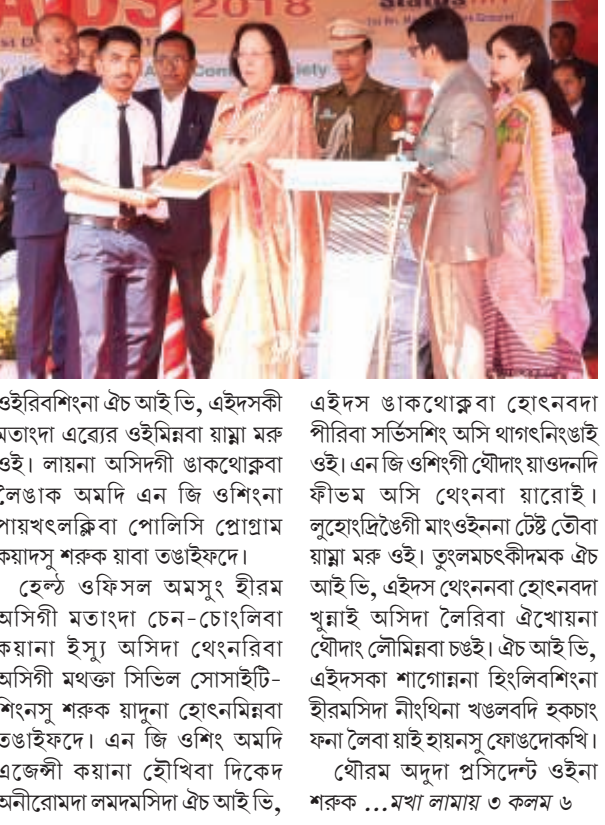 AIDS 2018
ওইরিবশিংনা ঐচ আই ভি, এইদসকী
মতাংদা এৱেৱর ওইমিন্নবা য়াম্না মরু
ওই। লায়না অসিদগী ঙাকথোক্নবা
লৈঙাক অমদি এন জি ওশিংনা
পায়খৎলক্লিবা পোলিসি প্রোগ্রাম
কয়াদসু শরুক য়াবা তঙাইফদে।
হেল্ঠ ওফিসল অমসুং হীরম
অসিগী মতাংদা চেন-চোংলিবা
কয়ানা ইস্যু অসিদা থেংনরিবা
অসিগী মথক্তা সিভিল সোসাইটি-
শিংনসু শরুক য়াদুনা হোৎনমিন্নবা
তঙাইফদে। এন জি ওশিং অমদি
এজেন্সী কয়ানা হৌখিবা দিকেদ
অনীরোমদা লমদমসিদা ঐচ আই ভি,
এইদস ঙাকথোক্নবা হোৎনবদা
পীরিবা সর্ভিসশিং অসি থাগৎনিংঙাই
ওই। এন জি ওশিংগী থৌদাং য়াওদনদি
ফীভম অসি থেংনবা য়ারোই।
লুহোংদ্রিঙৈগী মাংওইননা টেষ্ট তৌবা
য়াম্না মরু ওই। তুংলমচৎকীদমক ঐচ
আই ভি, এইদস থেংননবা হোৎনবদা
খুন্নাই অসিদা লৈরিবা ঐখোয়না
থৌদাং লৌমিন্নবা চঙই। ঐচ আই ভি,
এইদসকা শাগোন্ননা হিংলিবশিংনা
হীরমসিদা নীংথিনা খঙলবদি হকচাং
ফনা লৈবা য়াই হায়নসু ফোঙদোকখি।
থৌরম অদুদা প্রসিদেন্ট ওইনা
শরুক ...মখা লামায় ৩ কলম ৬